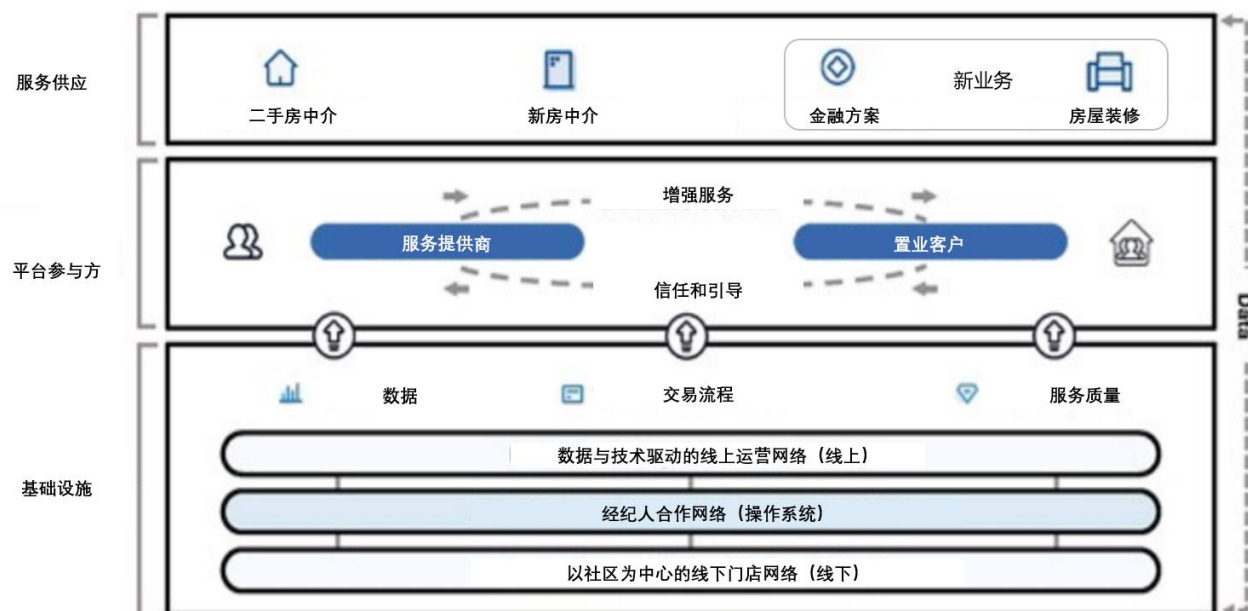 服务供应
二手房中介
新房中介
金融方案
新业务
房屋装修
平台参与方
增强服务
服务提供商
置业客户
信任和引导
Data
基础设施
数据
交易流程
服务质量
数据与技术驱动的线上运营网络（线上）
经纪人合作网络（操作系统）
以社区为中心的线下门店网络（线下）